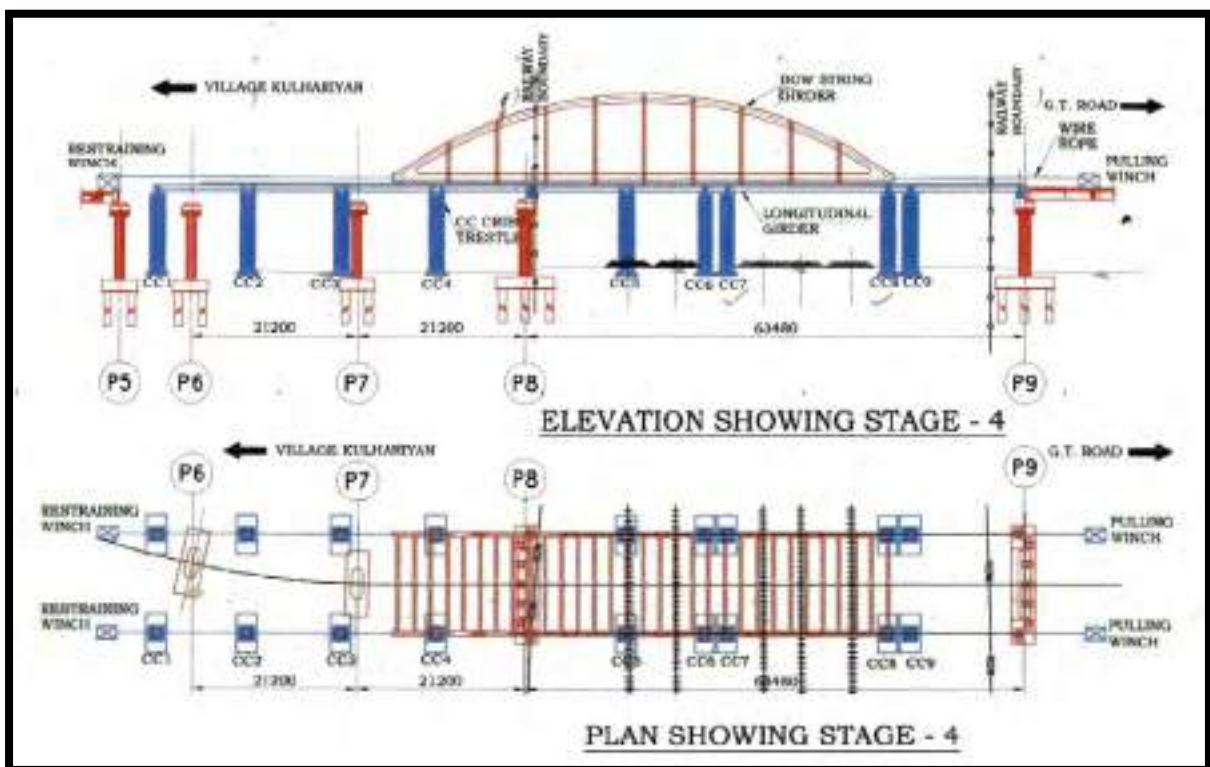 RAILWAY
BOUNDARY
VILLAGE KULHARIYAN
BOW STRING
GIRDER
RAILWAY
BOUNDARY
G.T. ROAD
WIRE
ROPE
RESTRAINING
WINCH
PULLING
WINCH
CC CRIB
TRESTLE
LONGITUDINAL
GIRDER
CC1
CC2
CC3
CC4
CC5
CC6 CC7
CC8 CC9
21200
21200
63480
P5
P6
P7
P8
P9
ELEVATION SHOWING STAGE - 4
VILLAGE KULHARIYAN
G.T. ROAD
P6
P7
P8
P9
RESTRAINING
WINCH
PULLING
WINCH
RESTRAINING
WINCH
PULLING
WINCH
CC1
CC2
CC3
CC4
CC5
CC6 CC7
CC8 CC9
21200
21200
63480
PLAN SHOWING STAGE - 4